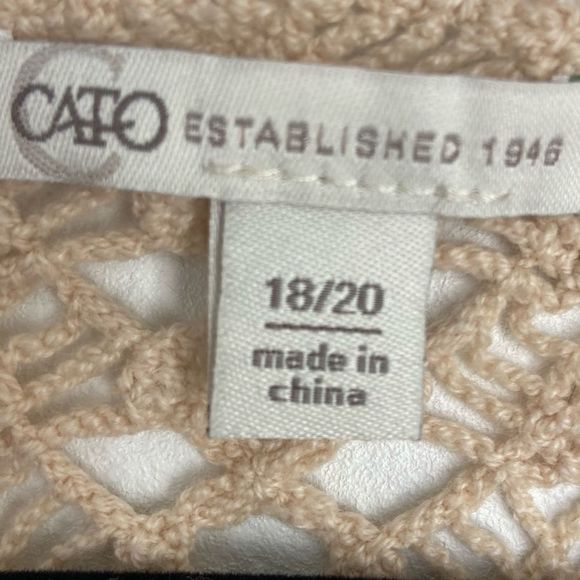 CATO ESTABLISHED 1946
18/20
made in
china